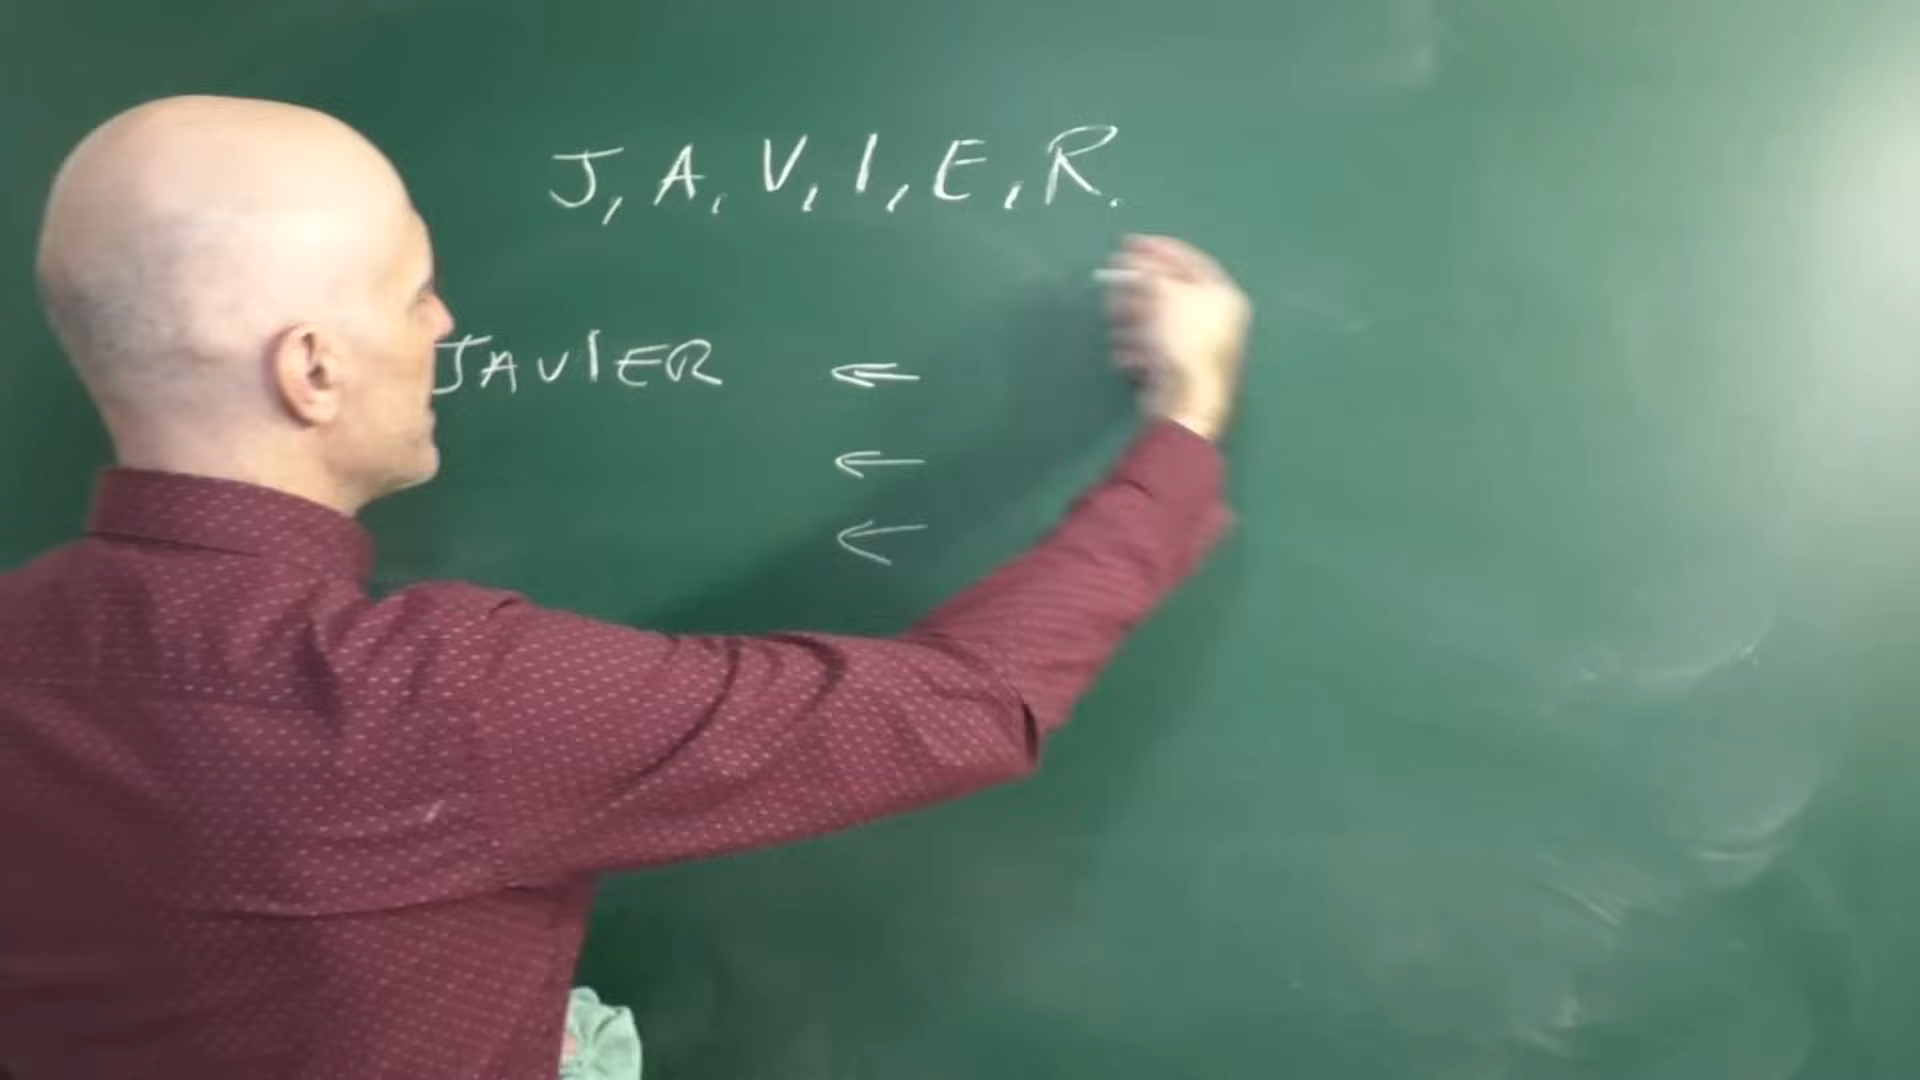 J, A, V, I, E, R.
JAVIER ⇐
←
←